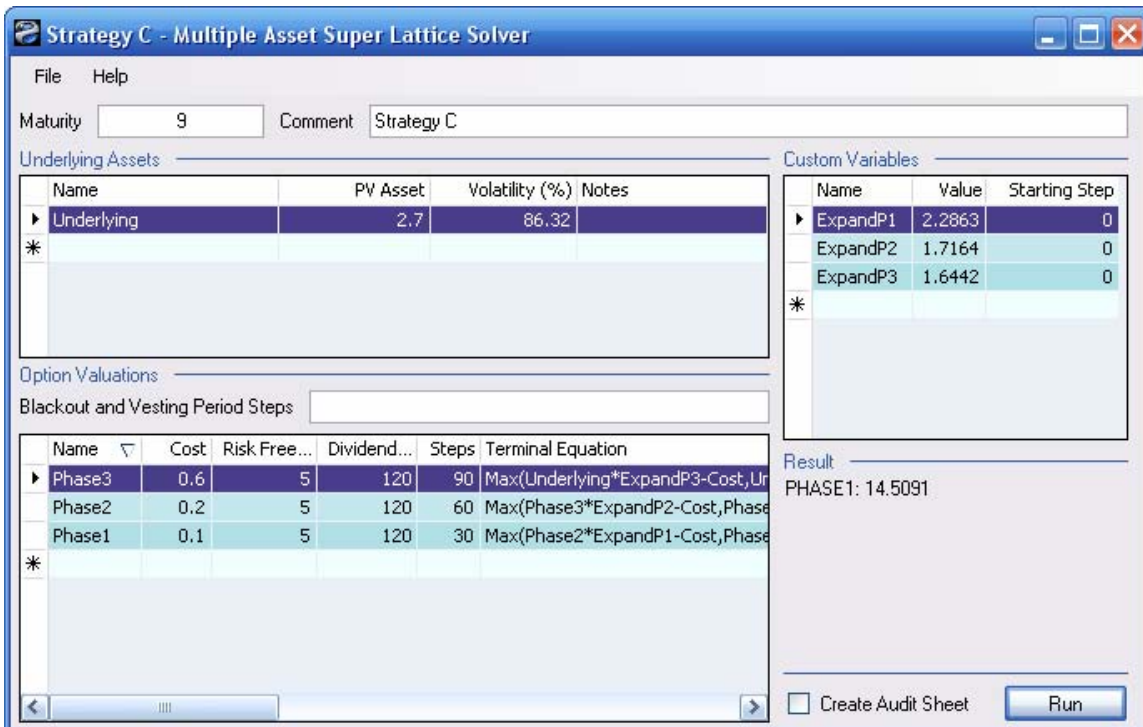 Strategy C - Multiple Asset Super Lattice Solver
File Help
Maturity 9 Comment Strategy C
Underlying Assets
Name PV Asset Volatility (%) Notes
Underlying 2.7 86.32
Custom Variables
Name Value Starting Step
ExpandP1 2.2863 0
ExpandP2 1.7164 0
ExpandP3 1.6442 0
Option Valuations
Blackout and Vesting Period Steps
Name Cost Risk Free... Dividend... Steps Terminal Equation
Phase3 0.6 5 120 90 Max(Underlying*ExpandP3-Cost,Ur
Phase2 0.2 5 120 60 Max(Phase3*ExpandP2-Cost,Phase
Phase1 0.1 5 120 30 Max(Phase2*ExpandP1-Cost,Phase
Result
PHASE1: 14.5091
Create Audit Sheet Run